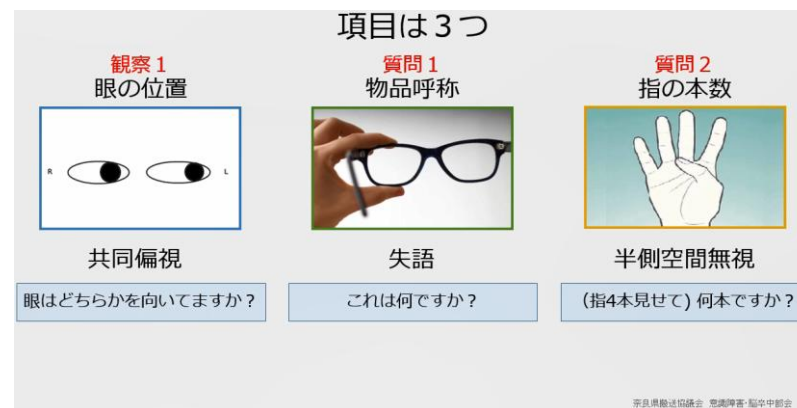 項目は３つ
観察１
眼の位置
R
L
共同偏視
眼はどちらかを向いてますか？
質問１
物品呼称
失語
これは何ですか？
質問２
指の本数
半側空間無視
（指4本見せて) 何本ですか？
奈良県搬送協議会 意識障害・脳卒中部会